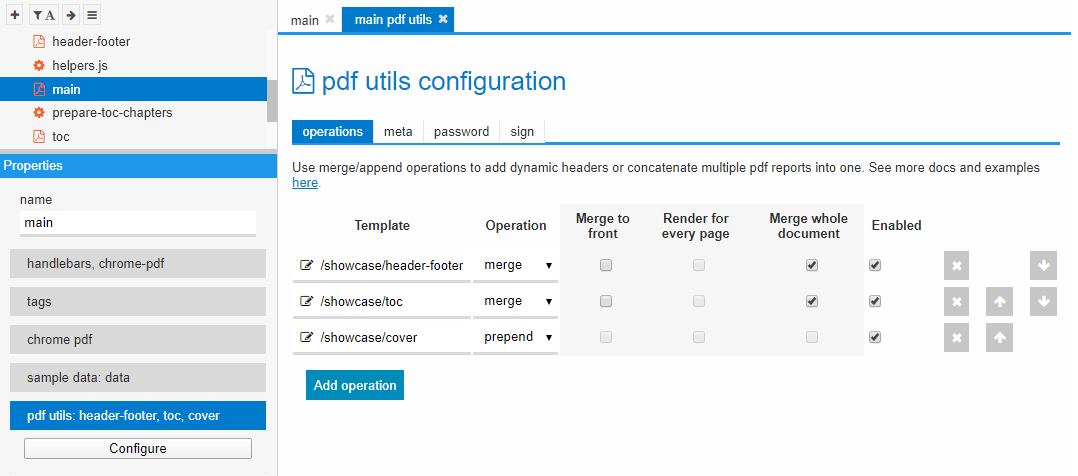 A
header-footer
helpers.js
main
prepare-toc-chapters
toc
Properties
name
main
handlebars, chrome-pdf
tags
chrome pdf
sample data: data
pdf utils: header-footer, toc, cover
Configure
main
main pdf utils
pdf utils configuration
operations meta password sign
Use merge/append operations to add dynamic headers or concatenate multiple pdf reports into one. See more docs and examples
here.
Template Operation Merge to front Render for every page Merge whole document Enabled
/showcase/header-footer merge
/showcase/toc merge
/showcase/cover prepend
Add operation